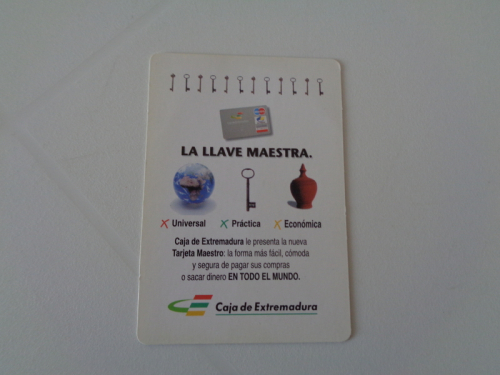 LA LLAVE MAESTRA.
Universal Práctica Económica
Caja de Extremadura le presenta la nueva
Tarjeta Maestro: la forma más fácil, cómoda
y segura de pagar sus compras
o sacar dinero EN TODO EL MUNDO.
Caja de Extremadura